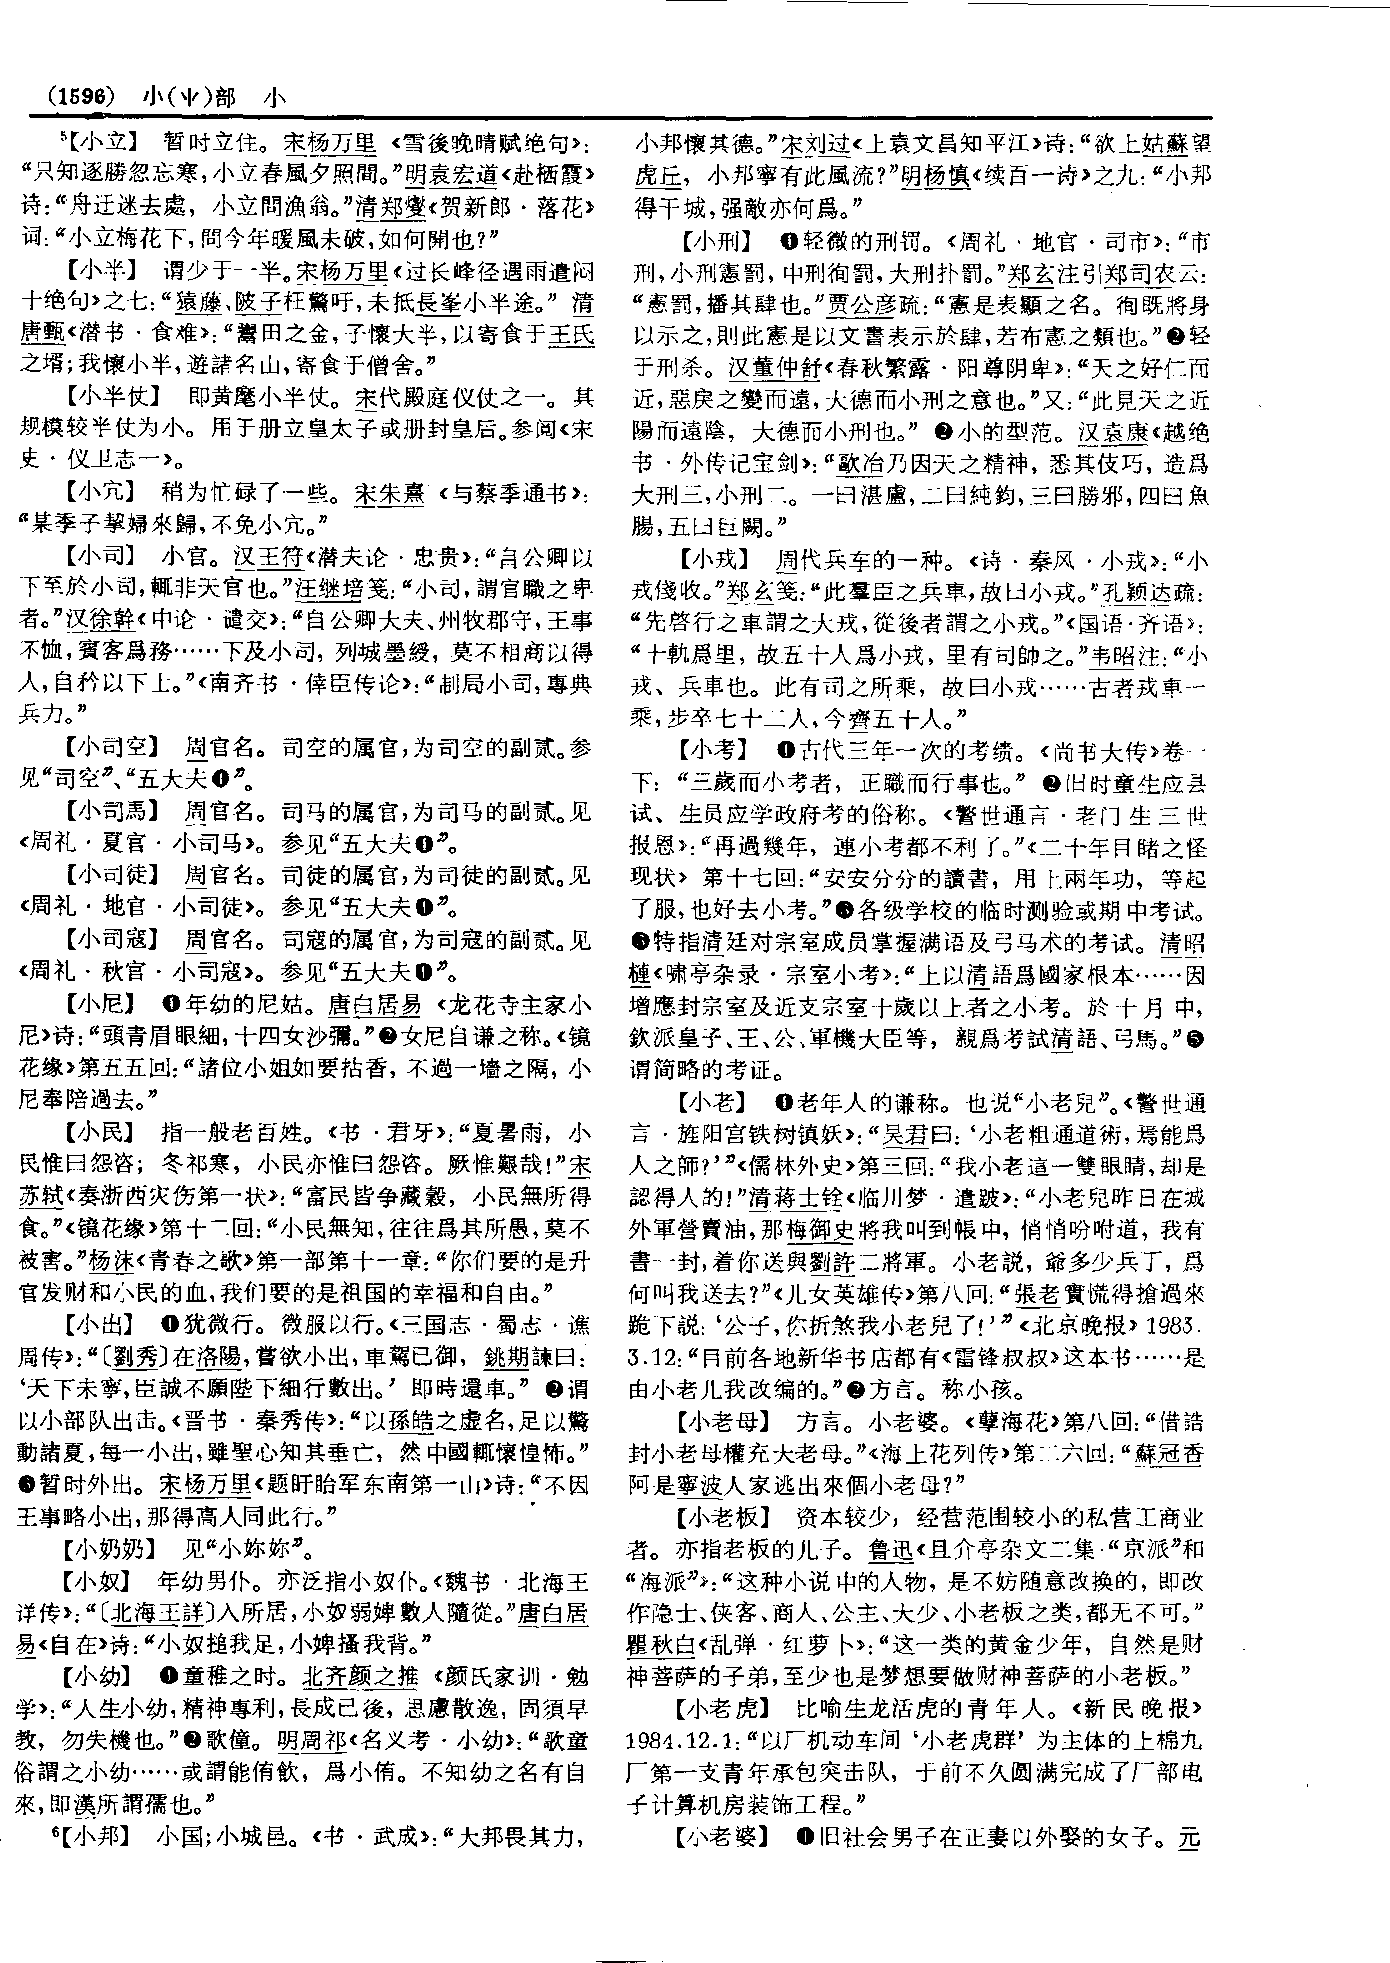 (1596) 小(⺌)部 小
⁵【小立】 暂时立住。宋杨万里《雪後晚晴赋绝句》：
“只知逐勝忽忘寒，小立春風夕照間。”明袁宏道《赴栖霞》
诗：“舟迂迷去處，小立問漁翁。”清郑燮《贺新郎·落花》
词：“小立梅花下，問今年暖風未破，如何開也？”
【小半】 谓少于一半。宋杨万里《过长峰径遇雨遣闷
十绝句》之七：“猿藤、陂子枉驚吁，未抵長峯小半途。” 清
唐甄《潜书·食难》：“鬻田之金，子懷大半，以寄食于王氏
之壻；我懷小半，遊諸名山，寄食于僧舍。”
【小半仗】 即黄麾小半仗。宋代殿庭仪仗之一。其
规模较半仗为小。用于册立皇太子或册封皇后。参阅《宋
史·仪卫志一》。
【小冗】 稍为忙碌了一些。宋朱熹《与蔡季通书》：
“某季子挈婦來歸，不免小冗。”
【小司】 小官。汉王符《潜夫论·忠贵》：“自公卿以
下至於小司，輒非天官也。”汪继培笺：“小司，謂官職之卑
者。”汉徐幹《中论·谴交》：“自公卿大夫、州牧郡守，王事
不恤，賓客爲務……下及小司，列城墨綬，莫不相商以得
人，自矜以下士。”《南齐书·倖臣传论》：“制局小司，專典
兵力。”
【小司空】 周官名。司空的属官，为司空的副贰。参
见“司空”、“五大夫❶”。
【小司馬】 周官名。司马的属官，为司马的副贰。见
《周礼·夏官·小司马》。参见“五大夫❶”。
【小司徒】 周官名。司徒的属官，为司徒的副贰。见
《周礼·地官·小司徒》。参见“五大夫❶”。
【小司寇】 周官名。司寇的属官，为司寇的副贰。见
《周礼·秋官·小司寇》。参见“五大夫❶”。
【小尼】 ❶年幼的尼姑。唐白居易《龙花寺主家小
尼》诗：“頭青眉眼細，十四女沙彌。”❷女尼自谦之称。《镜
花缘》第五五回：“諸位小姐如要拈香，不過一墻之隔，小
尼奉陪過去。”
【小民】 指一般老百姓。《书·君牙》：“夏暑雨，小
民惟曰怨咨；冬祁寒，小民亦惟曰怨咨。厥惟艱哉！”宋
苏轼《奏浙西灾伤第一状》：“富民皆争藏穀，小民無所得
食。”《镜花缘》第十二回：“小民無知，往往爲其所愚，莫不
被害。”杨沫《青春之歌》第一部第十一章：“你们要的是升
官发财和小民的血，我们要的是祖国的幸福和自由。”
【小出】 ❶犹微行。微服以行。《三国志·蜀志·谯
周传》：“〔劉秀〕在洛陽，嘗欲小出，車駕已御，銚期諫曰：
‘天下未寧，臣誠不願陛下細行數出。’即時還車。”❷谓
以小部队出击。《晋书·秦秀传》：“以孫皓之虚名，足以驚
動諸夏，每一小出，雖聖心知其垂亡，然中國輒懷惶怖。”
❸暂时外出。宋杨万里《题盱眙军东南第一山》诗：“不因
王事略小出，那得高人同此行。”
【小奶奶】 见“小妳妳”。
【小奴】 年幼男仆。亦泛指小奴仆。《魏书·北海王
详传》：“〔北海王詳〕入所居，小奴弱婢數人隨從。”唐白居
易《自在》诗：“小奴搥我足，小婢搔我背。”
【小幼】 ❶童稚之时。北齐颜之推《颜氏家训·勉
学》：“人生小幼，精神專利，長成已後，思慮散逸，固須早
教，勿失機也。”❷歌僮。明周祁《名义考·小幼》：“歌童
俗謂之小幼……或謂能侑飲，爲小侑。不知幼之名有自
來，即漢所謂孺也。”
⁶【小邦】 小国；小城邑。《书·武成》：“大邦畏其力，
小邦懷其德。”宋刘过《上袁文昌知平江》诗：“欲上姑蘇望
虎丘，小邦寧有此風流？”明杨慎《续百一诗》之九：“小邦
得干城，强敵亦何爲。”
【小刑】 ❶轻微的刑罚。《周礼·地官·司市》：“市
刑，小刑憲罰，中刑徇罰，大刑扑罰。”郑玄注引郑司农云：
“憲罰，播其肆也。”贾公彦疏：“憲是表顯之名。徇既將身
以示之，則此憲是以文書表示於肆，若布憲之類也。”❷轻
于刑杀。汉董仲舒《春秋繁露·阳尊阴卑》：“天之好仁而
近，惡戾之變而遠，大德而小刑之意也。”又：“此見天之近
陽而遠陰，大德而小刑也。”❷小的型范。汉袁康《越绝
书·外传记宝剑》：“歐冶乃因天之精神，悉其伎巧，造爲
大刑三，小刑二。一曰湛盧，二曰純鈞，三曰勝邪，四曰魚
腸，五曰巨闕。”
【小戎】 周代兵车的一种。《诗·秦风·小戎》：“小
戎俴收。”郑玄笺：“此羣臣之兵車，故曰小戎。”孔颖达疏：
“先啓行之車謂之大戎，從後者謂之小戎。”《国语·齐语》：
“十軌爲里，故五十人爲小戎，里有司帥之。”韦昭注：“小
戎、兵車也。此有司之所乘，故曰小戎……古者戎車一
乘，步卒七十二人，今齊五十人。”
【小考】 ❶古代三年一次的考绩。《尚书大传》卷一
下：“三歲而小考者，正職而行事也。”❷旧时童生应县
试、生员应学政府考的俗称。《警世通言·老门生三世
报恩》：“再過幾年，連小考都不利了。”《二十年目睹之怪
现状》第十七回：“安安分分的讀書，用上兩年功，等起
了服，也好去小考。”❸各级学校的临时测验或期中考试。
❹特指清廷对宗室成员掌握满语及弓马术的考试。清昭
槤《啸亭杂录·宗室小考》：“上以清語爲國家根本……因
增應封宗室及近支宗室十歲以上者之小考。於十月中，
欽派皇子、王、公、軍機大臣等，親爲考試清語、弓馬。”❺
谓简略的考证。
【小老】 ❶老年人的谦称。也说“小老兒”。《警世通
言·旌阳宫铁树镇妖》：“吴君曰：‘小老粗通道術，焉能爲
人之師？’”《儒林外史》第三回：“我小老這一雙眼睛，却是
認得人的！”清蒋士铨《临川梦·遣跛》：“小老兒昨日在城
外軍營賣油，那梅御史將我叫到帳中，悄悄吩咐道，我有
書一封，着你送與劉許二將軍。小老説，爺多少兵丁，爲
何叫我送去？”《儿女英雄传》第八回：“張老實慌得搶過來
跪下説：‘公子，你折煞我小老兒了！’”《北京晚报》1983.
3.12：“目前各地新华书店都有《雷锋叔叔》这本书……是
由小老儿我改编的。”❷方言。称小孩。
【小老母】 方言。小老婆。《孽海花》第八回：“借誥
封小老母權充大老母。”《海上花列传》第二六回：“蘇冠香
阿是寧波人家逃出來個小老母？”
【小老板】 资本较少，经营范围较小的私营工商业
者。亦指老板的儿子。鲁迅《且介亭杂文二集·“京派”和
“海派”》：“这种小说中的人物，是不妨随意改换的，即改
作隐士、侠客、商人、公主、大少、小老板之类，都无不可。”
瞿秋白《乱弹·红萝卜》：“这一类的黄金少年，自然是财
神菩萨的子弟，至少也是梦想要做财神菩萨的小老板。”
【小老虎】 比喻生龙活虎的青年人。《新民晚报》
1984.12.1：“以厂机动车间‘小老虎群’为主体的上棉九
厂第一支青年承包突击队，于前不久圆满完成了厂部电
子计算机房装饰工程。”
【小老婆】 ❶旧社会男子在正妻以外娶的女子。元